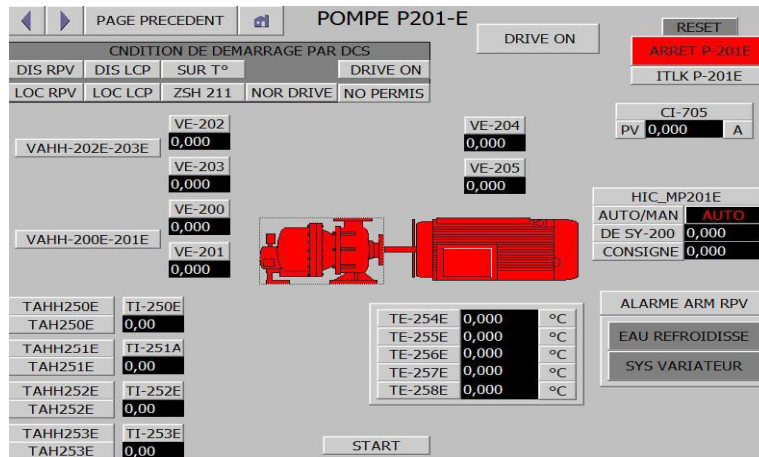 PAGE PRECEDENT
POMPE P201-E
DRIVE ON
RESET
ARRET P-201E
ITLK P-201E
CNDITION DE DEMARRAGE PAR DCS
DIS RPV DIS LCP SUR T° DRIVE ON
LOC RPV LOC LCP ZSH 211 NOR DRIVE NO PERMIS
CI-705
PV 0,000 A
VAHH-202E-203E
VE-202
0,000
VE-203
0,000
VE-204
0,000
VE-205
0,000
VAHH-200E-201E
VE-200
0,000
VE-201
0,000
HIC_MP201E
AUTO/MAN AUTO
DE SY-200 0,000
CONSIGNE 0,000
TAHH250E TI-250E
TAH250E 0,00
TAHH251E TI-251A
TAH251E 0,00
TAHH252E TI-252E
TAH252E 0,00
TAHH253E TI-253E
TAH253E 0,00
TE-254E 0,000 °C
TE-255E 0,000 °C
TE-256E 0,000 °C
TE-257E 0,000 °C
TE-258E 0,000 °C
ALARME ARM RPV
EAU REFROIDISSE
SYS VARIATEUR
START